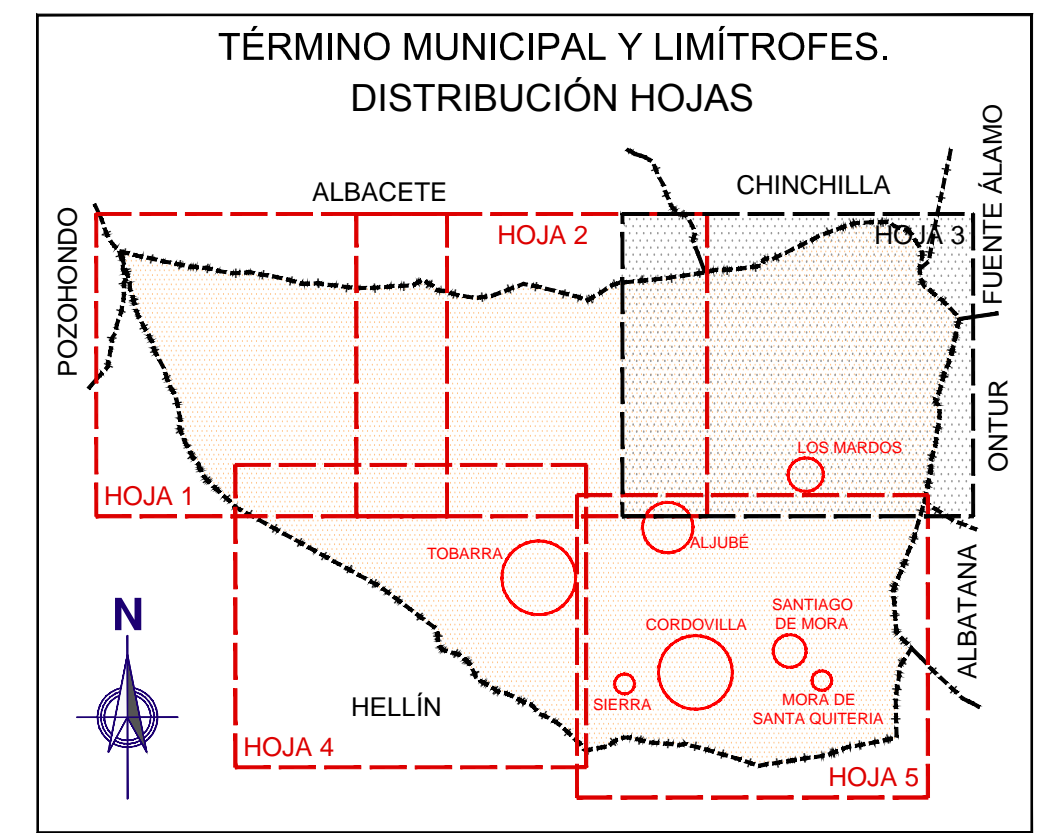 TÉRMINO MUNICIPAL Y LIMÍTROFES.
DISTRIBUCIÓN HOJAS
ALBACETE
CHINCHILLA
FUENTE ÁLAMO
POZOHONDO
HOJA 2
HOJA 3
ONTUR
LOS MARDOS
HOJA 1
ALJUBÉ
TOBARRA
SANTIAGO
DE MORA
CORDOVILLA
ALBATANA
N
SIERRA
MORA DE
SANTA QUITERIA
HELLÍN
HOJA 4
HOJA 5